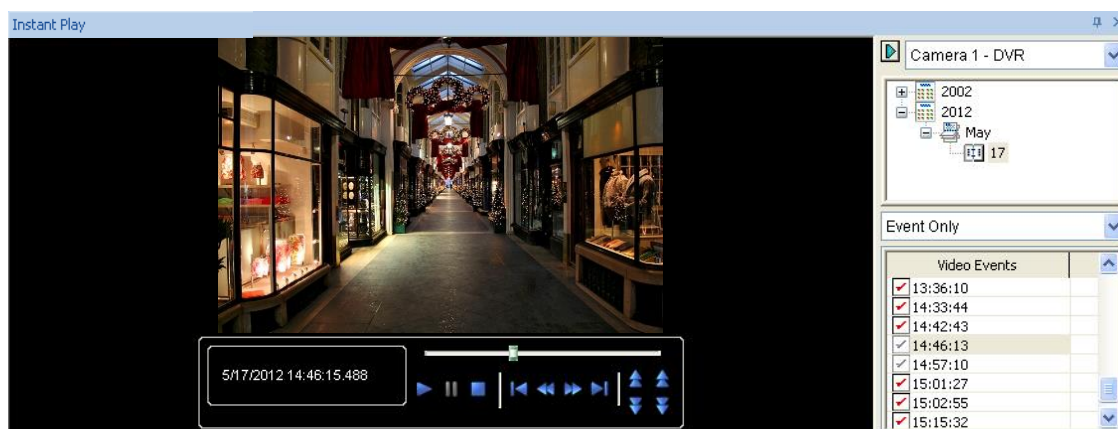 Instant Play
Camera 1 - DVR
2002
2012
May
17
Event Only
Video Events
13:36:10
14:33:44
14:42:43
14:46:13
14:57:10
15:01:27
15:02:55
15:15:32
5/17/2012 14:46:15.488